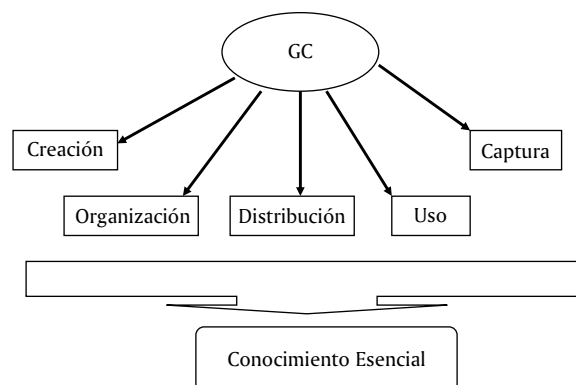 GC
Creación
Captura
Organización
Distribución
Uso
Conocimiento Esencial